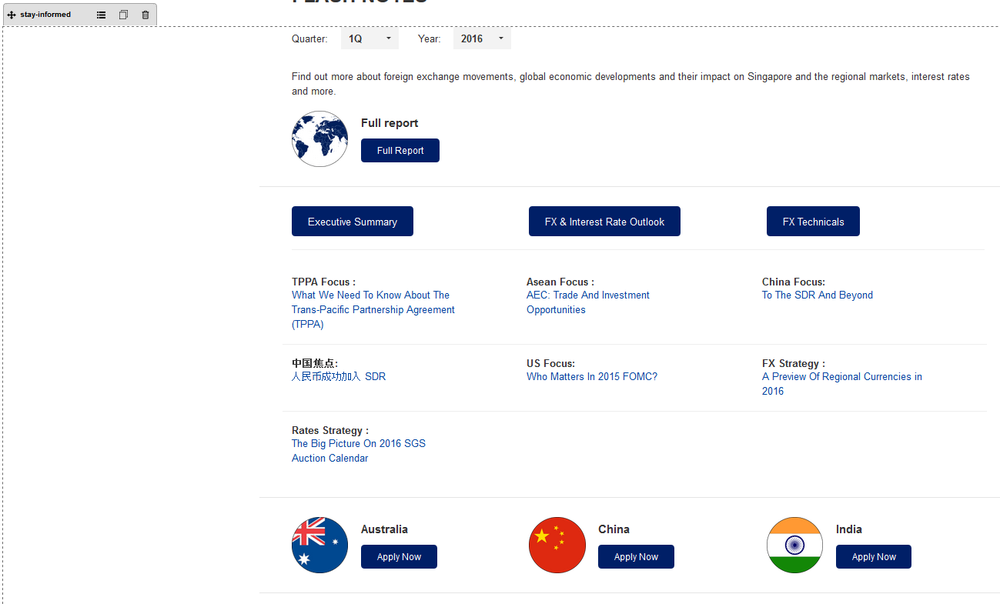 stay-informed
FLASH NOTES
Quarter: 1Q Year: 2016
Find out more about foreign exchange movements, global economic developments and their impact on Singapore and the regional markets, interest rates
and more.
Full report
Full Report
Executive Summary
FX & Interest Rate Outlook
FX Technicals
TPPA Focus :
What We Need To Know About The
Trans-Pacific Partnership Agreement
(TPPA)
Asean Focus :
AEC: Trade And Investment
Opportunities
China Focus:
To The SDR And Beyond
中国焦点:
人民币成功加入 SDR
US Focus:
Who Matters In 2015 FOMC?
FX Strategy :
A Preview Of Regional Currencies in
2016
Rates Strategy :
The Big Picture On 2016 SGS
Auction Calendar
Australia
Apply Now
China
Apply Now
India
Apply Now